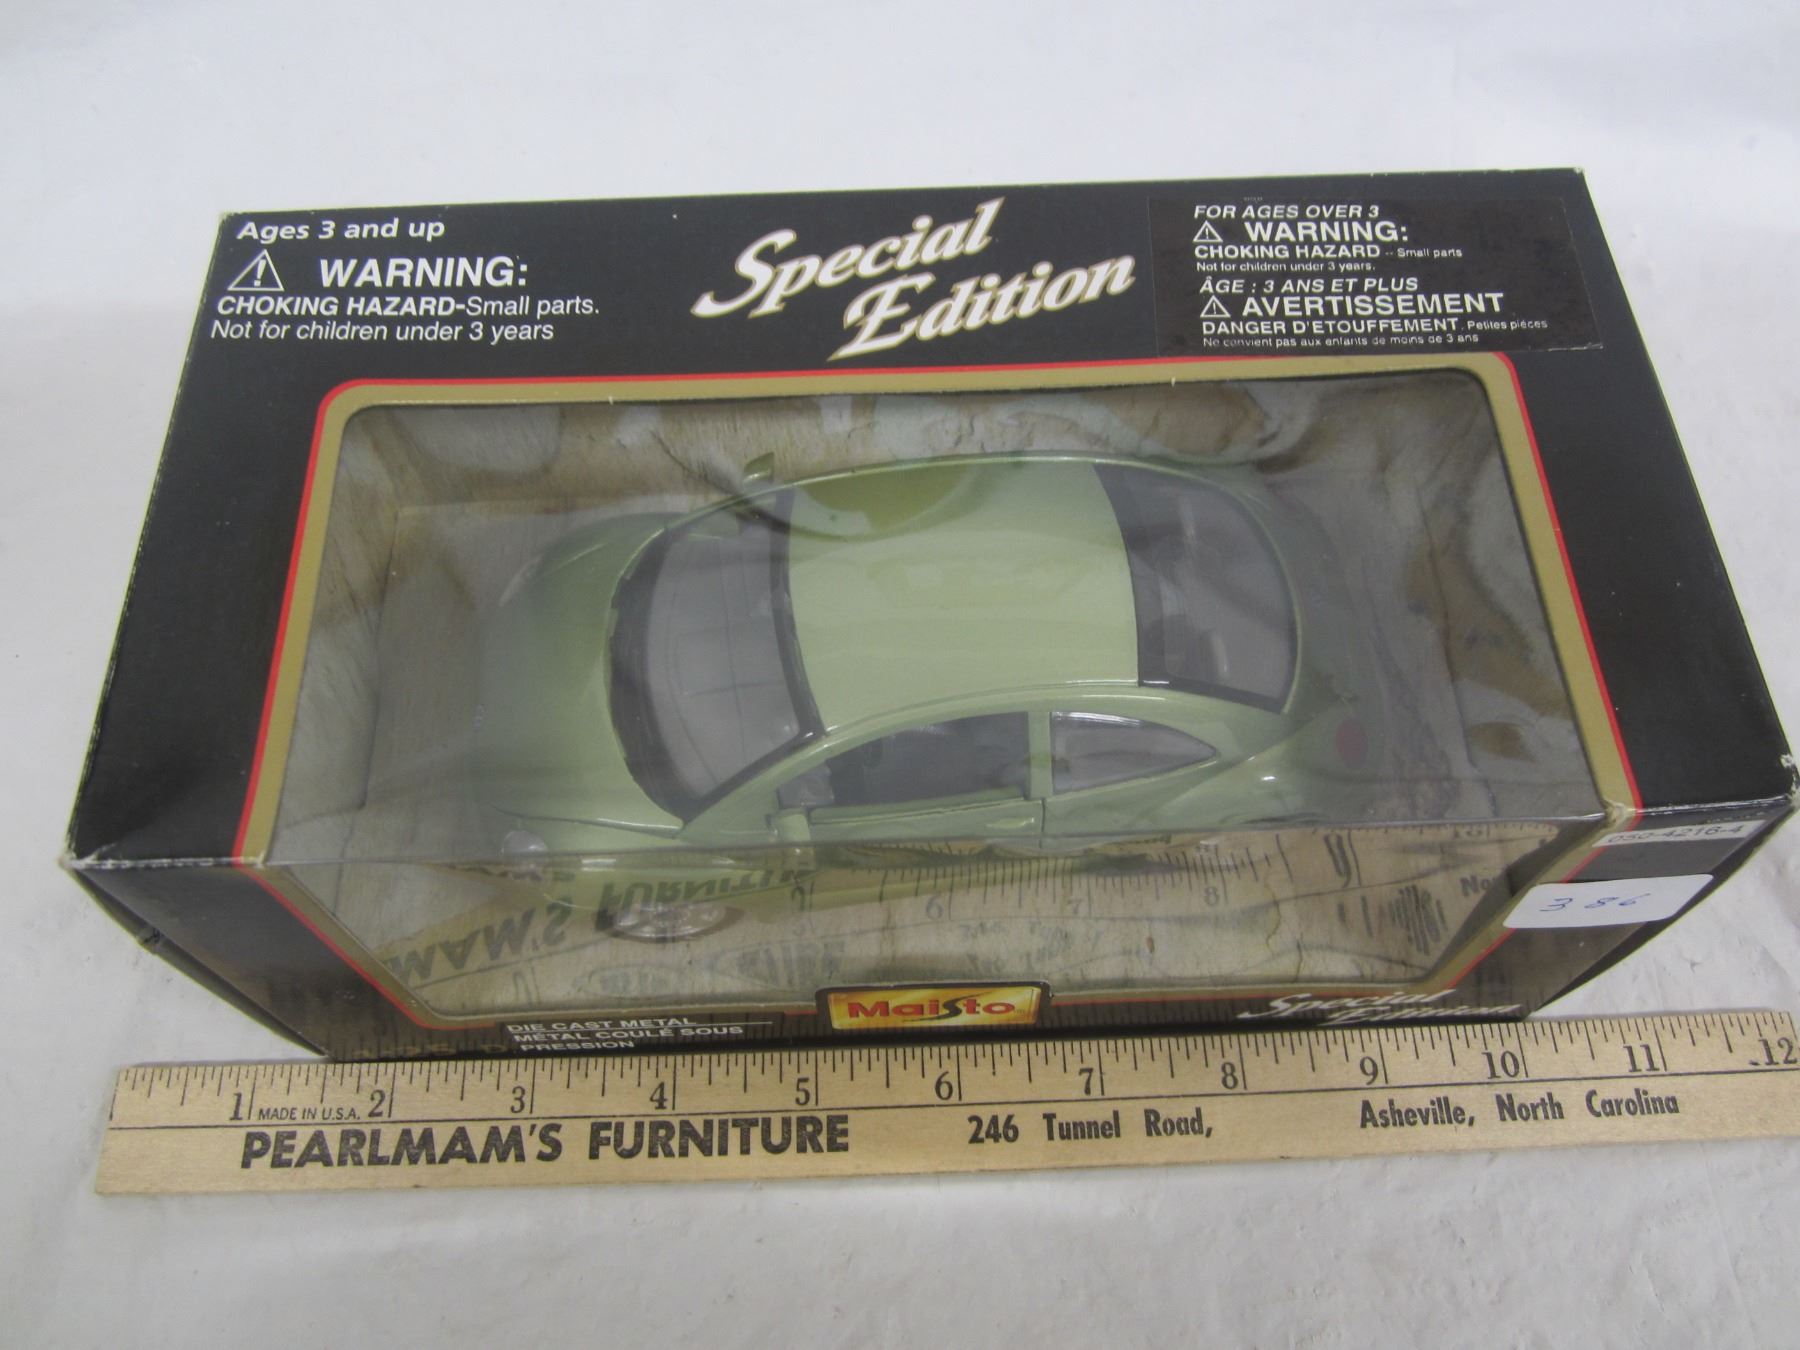 Ages 3 and up
WARNING:
CHOKING HAZARD-Small parts.
Not for children under 3 years
Special
Edition
FOR AGES OVER 3
WARNING:
CHOKING HAZARD -- Small parts
Not for children under 3 years.
ÂGE : 3 ANS ET PLUS
AVERTISSEMENT
DANGER D'ETOUFFEMENT. Petites pièces
Ne convient pas aux enfants de moins de 3 ans
050-4216-4
386
Maisto
DIE CAST METAL
MÉTAL COULÉ SOUS
PRESSION
Special
Edition
1 2 3 4 5 6 7 8 9 10 11 12
MADE IN U.S.A.
PEARLMAM'S FURNITURE 246 Tunnel Road, Asheville, North Carolina